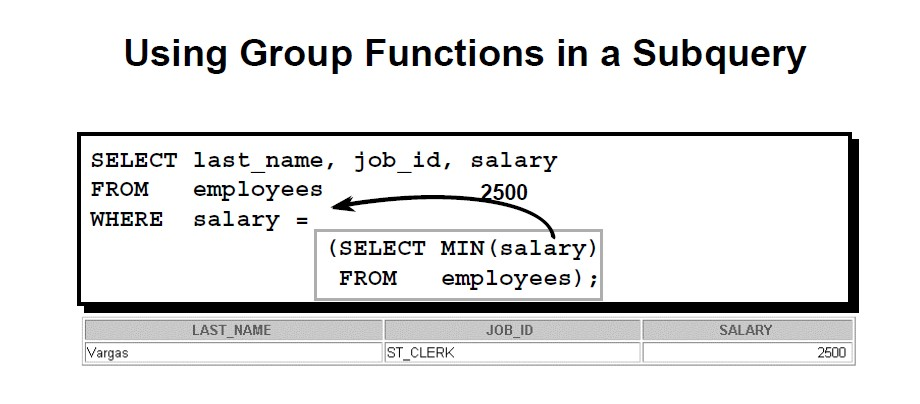 Using Group Functions in a Subquery
SELECT last_name, job_id, salary
FROM employees
2500
WHERE salary =
(SELECT MIN(salary)
FROM employees);
LAST_NAME JOB_ID SALARY
Vargas ST_CLERK 2500